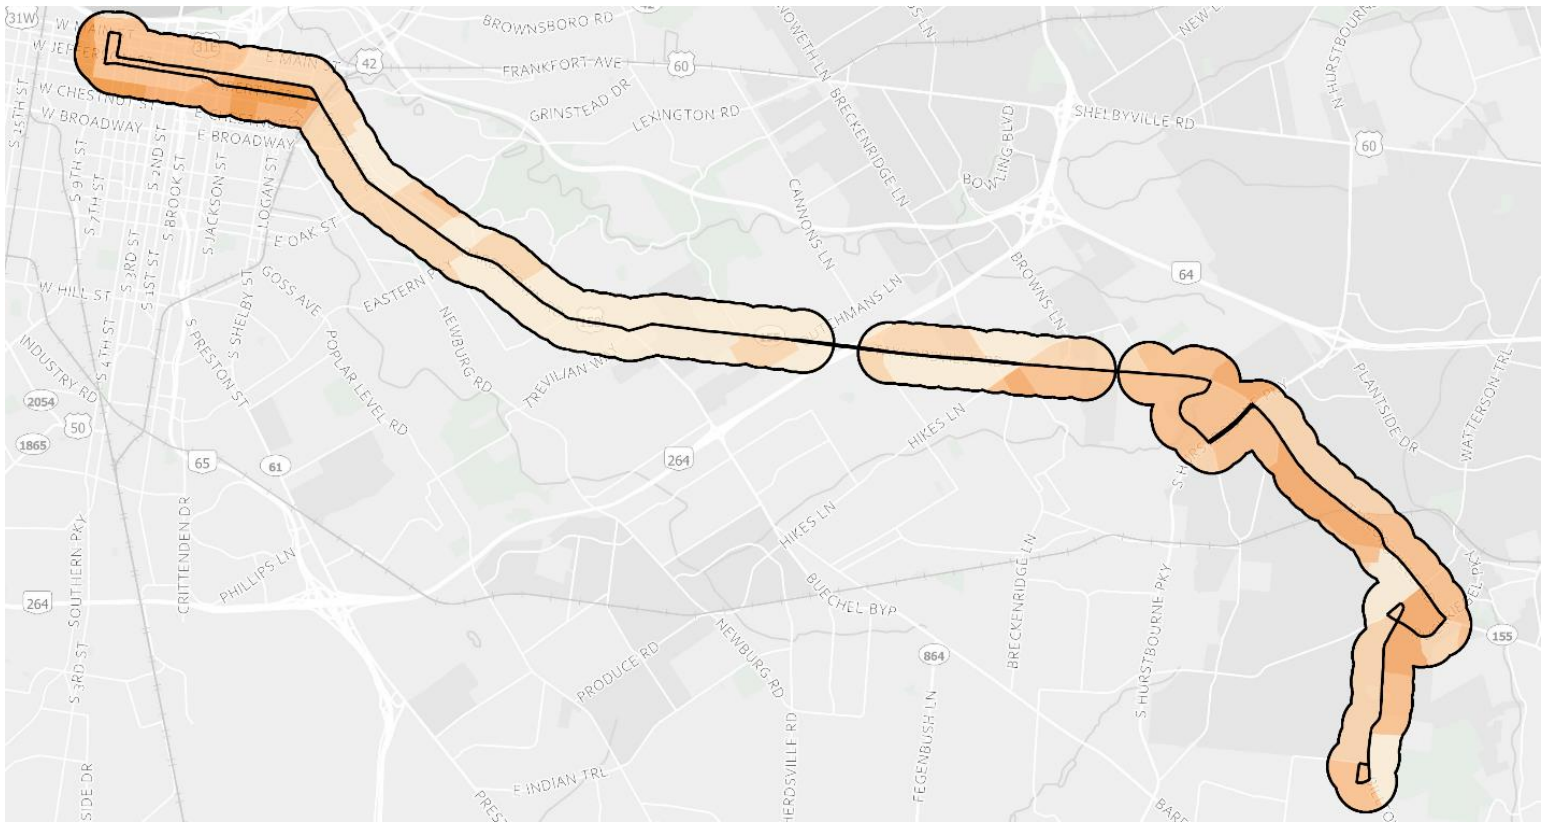 31W
W MAIN ST
31E
E MAIN ST
42
BROWNSBORO RD
42
FRANKFORT AVE
60
W CHESTNUT ST
W BROADWAY
E BROADWAY
GRINSTEAD DR
LEXINGTON RD
BRECKENRIDGE LN
CANNONS LN
BOWLING BLVD
SHELBYVILLE RD
60
S 15TH ST
S 9TH ST
S 7TH ST
S 2ND ST
S BROOK ST
S JACKSON ST
LOGAN ST
S 3RD ST
S 1ST ST
E OAK ST
GOSS AVE
W HILL ST
S SHELBY ST
S PRESTON ST
S 4TH ST
EASTERN PKY
NEWBURG RD
POPLAR LEVEL RD
TREVILIAN WAY
DUTCHMANS LN
BROWNS LN
64
PLANTSIDE DR
WATTERSON TRL
INDUSTRY RD
2054
50
1865
65
61
264
HIKES LN
HIKES LN
CRITTENDEN DR
PHILLIPS LN
SOUTHERN PKY
264
S 3RD ST
BUECHEL BYP
BRECKENRIDGE LN
S HURSTBOURNE PKY
864
155
NEWBURG RD
PRODUCE RD
FEGENBUSH LN
E INDIAN TRL